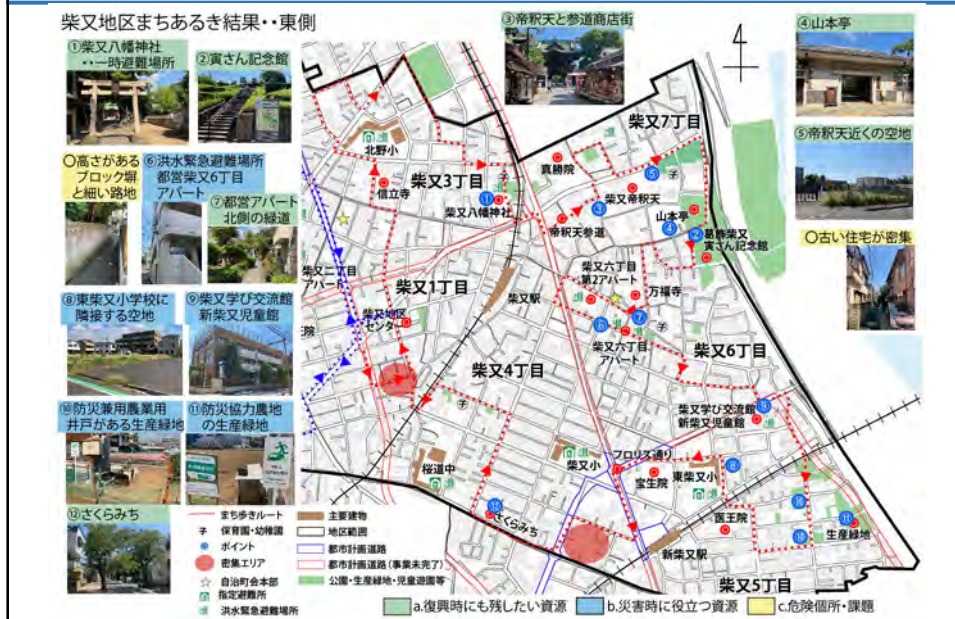 柴又地区まちあるき結果・・東側
①柴又八幡神社
・・一時避難場所
②寅さん記念館
③帝釈天と参道商店街
④山本亭
⑤帝釈天近くの空地
〇高さがある
ブロック塀
と細い路地
⑥洪水緊急避難場所
都営柴又6丁目
アパート
⑦都営アパート
北側の緑道
〇古い住宅が密集
⑧東柴又小学校に
隣接する空地
⑨柴又学び交流館
新柴又児童館
⑩防災兼用農業用
井戸がある生産緑地
⑪防災協力農地
の生産緑地
⑫さくらみち
柴又7丁目
北野小
柴又3丁目
信立寺
①
柴又八幡神社
真勝院
⑤
柴又帝釈天
③
帝釈天参道
山本亭
④
②
葛飾柴又
寅さん記念館
柴又二丁目
アパート
柴又1丁目
柴又地区
センター
柴又駅
柴又六丁目
第2アパート
万福寺
⑥
⑦
柴又六丁目
アパート
柴又6丁目
柴又4丁目
⑨
柴又学び交流館
新柴又児童館
桜道中
柴又小
フロリズ通り
宝生院
東柴又小
⑧
医王院
⑩
⑪
生産緑地
⑩
⑫
さくらみち
新柴又駅
柴又5丁目
まち歩きルート
保育園・幼稚園
ポイント
密集エリア
自治町会本部
指定避難所
洪水緊急避難場所
主要建物
地区範囲
都市計画道路
都市計画道路(事業未完了)
公園・生産緑地・児童遊園等
a.復興時にも残したい資源
b.災害時に役立つ資源
c.危険個所・課題